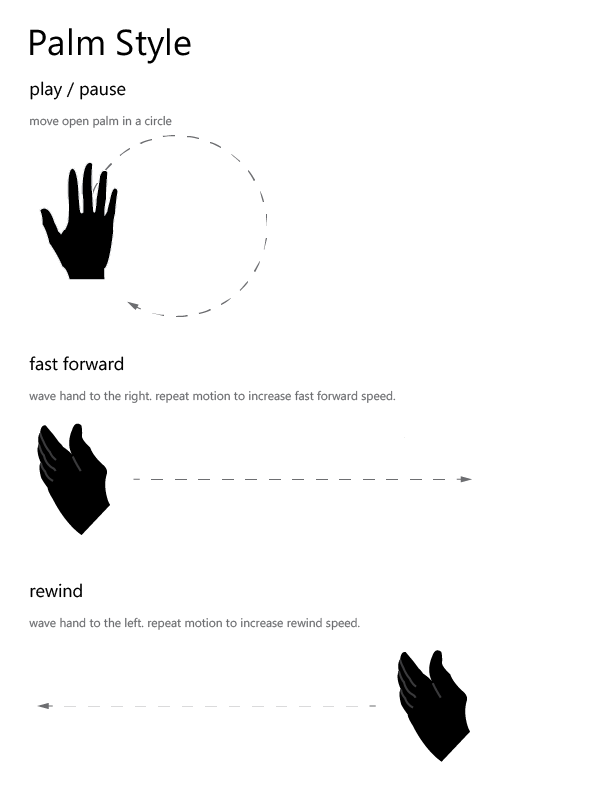 Palm Style
play / pause
move open palm in a circle
fast forward
wave hand to the right. repeat motion to increase fast forward speed.
rewind
wave hand to the left. repeat motion to increase rewind speed.